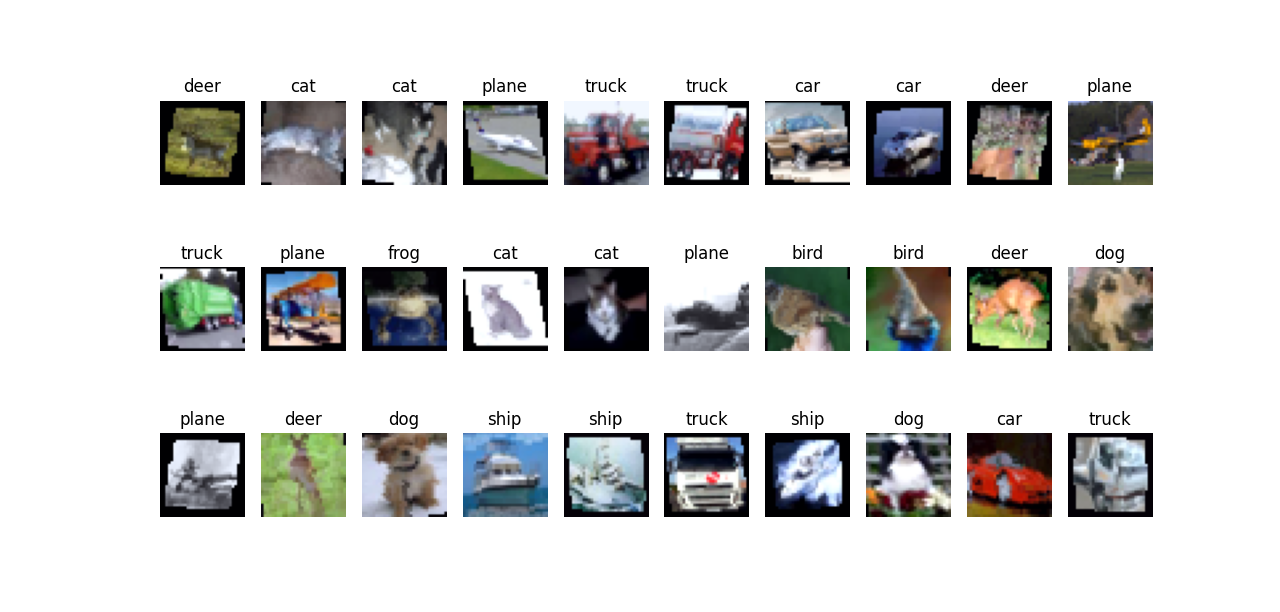 deer cat cat plane truck truck car car deer plane
truck plane frog cat cat plane bird bird deer dog
plane deer dog ship ship truck ship dog car truck